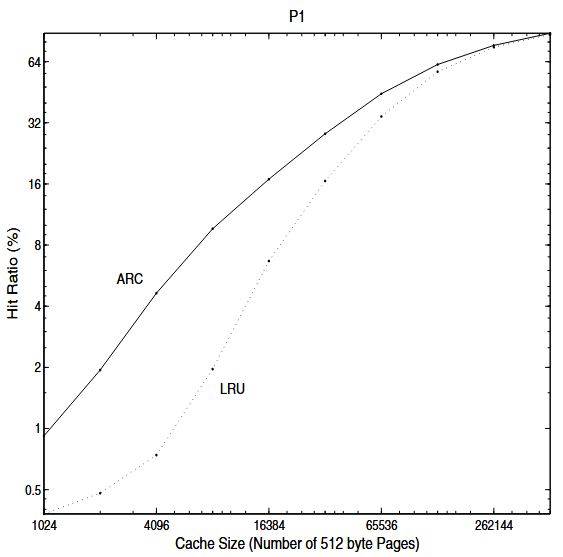 P1
Hit Ratio (%)
64
32
16
8
4
2
1
0.5
ARC
LRU
1024
4096
16384
65536
262144
Cache Size (Number of 512 byte Pages)